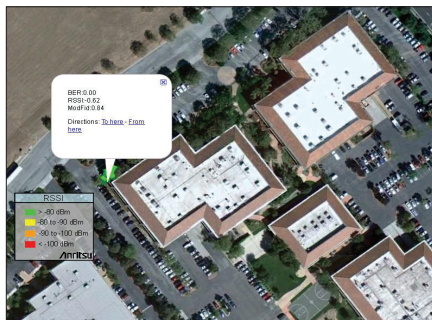 BER:0.00
RSSI-0.62
ModFid:0.84
Directions: To here - From
here
RSSI
>-80 dBm
-80 to -90 dBm
-90 to -100 dBm
<-100 dBm
Anritsu